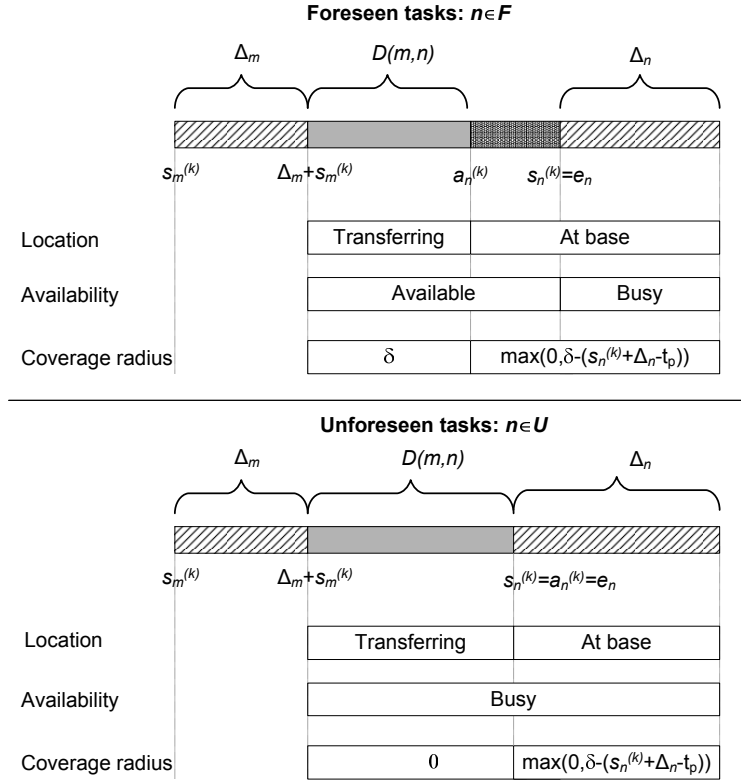 Foreseen tasks: n∈F
Δm D(m,n) Δn
sm(k) Δm+sm(k) an(k) sn(k)=en
Location Transferring At base
Availability Available Busy
Coverage radius δ max(0,δ-(sn(k)+Δn-tp))
Unforeseen tasks: n∈U
Δm D(m,n) Δn
sm(k) Δm+sm(k) sn(k)=an(k)=en
Location Transferring At base
Availability Busy
Coverage radius 0 max(0,δ-(sn(k)+Δn-tp))